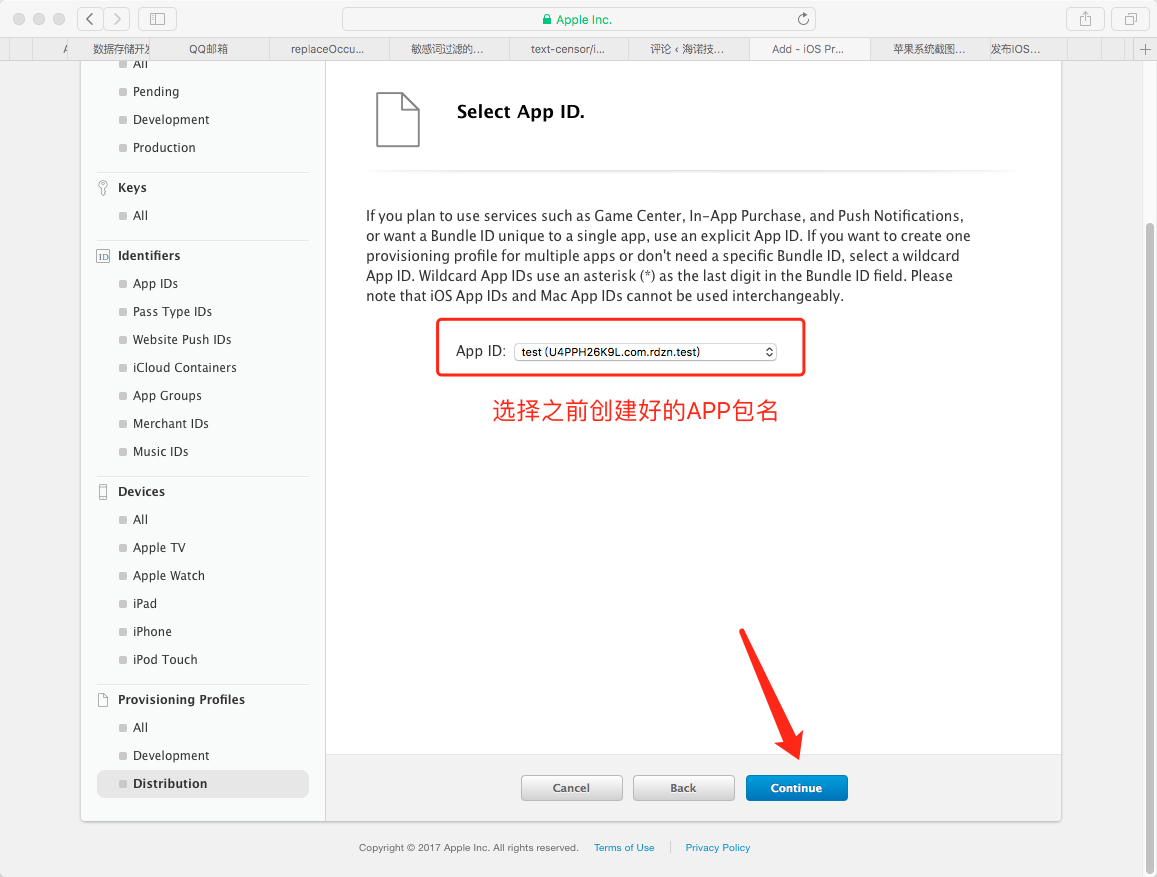 Apple Inc.
数据存储开发
QQ邮箱
replaceOccu...
敏感词过滤的...
text-censor/i...
评论 ‹ 海诺技...
Add - iOS Pr...
苹果系统截图...
发布IOS...
All
Pending
Development
Production
Keys
All
ID Identifiers
App IDs
Pass Type IDs
Website Push IDs
iCloud Containers
App Groups
Merchant IDs
Music IDs
Devices
All
Apple TV
Apple Watch
iPad
iPhone
iPod Touch
Provisioning Profiles
All
Development
Distribution
Select App ID.
If you plan to use services such as Game Center, In-App Purchase, and Push Notifications,
or want a Bundle ID unique to a single app, use an explicit App ID. If you want to create one
provisioning profile for multiple apps or don't need a specific Bundle ID, select a wildcard
App ID. Wildcard App IDs use an asterisk (*) as the last digit in the Bundle ID field. Please
note that iOS App IDs and Mac App IDs cannot be used interchangeably.
App ID: test (U4PPH26K9L.com.rdzn.test)
选择之前创建好的APP包名
Cancel
Back
Continue
Copyright © 2017 Apple Inc. All rights reserved.
Terms of Use
Privacy Policy